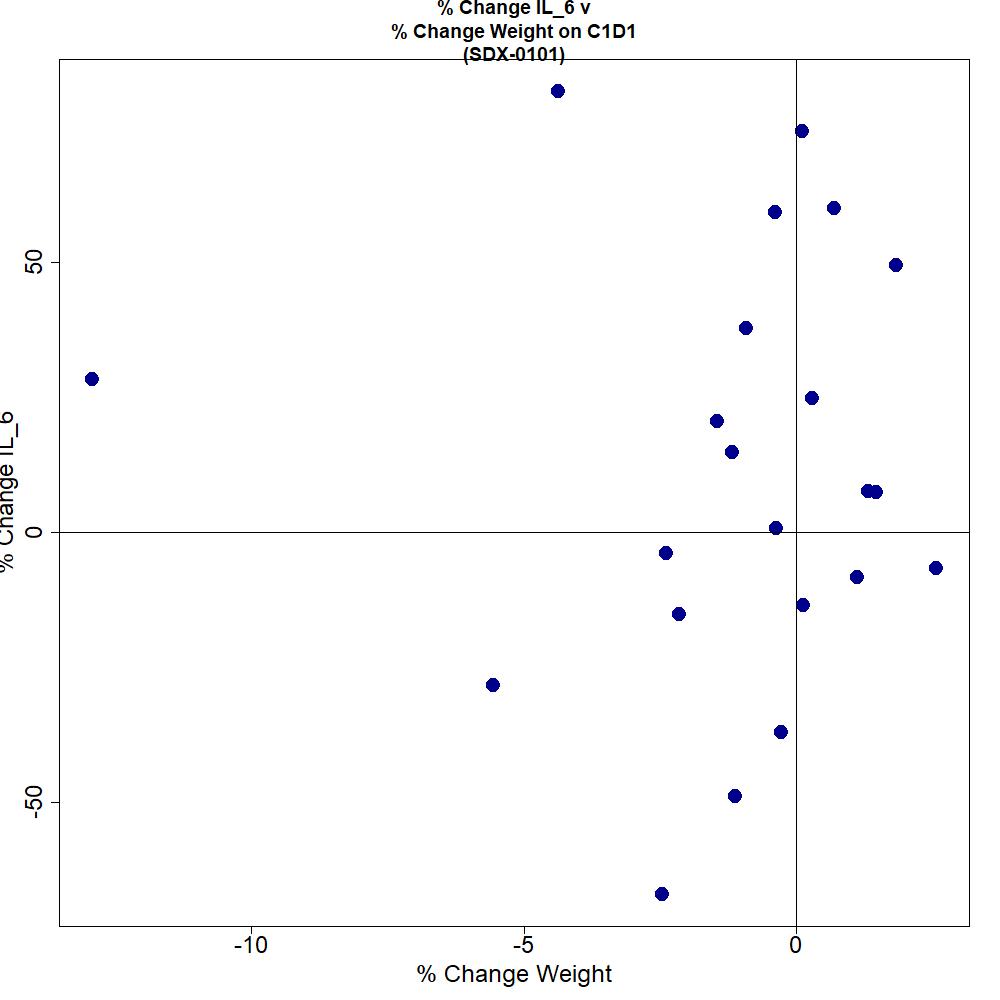 % Change IL_6 v
% Change Weight on C1D1
(SDX-0101)
% Change IL_6
50
0
-50
-10
-5
0
% Change Weight